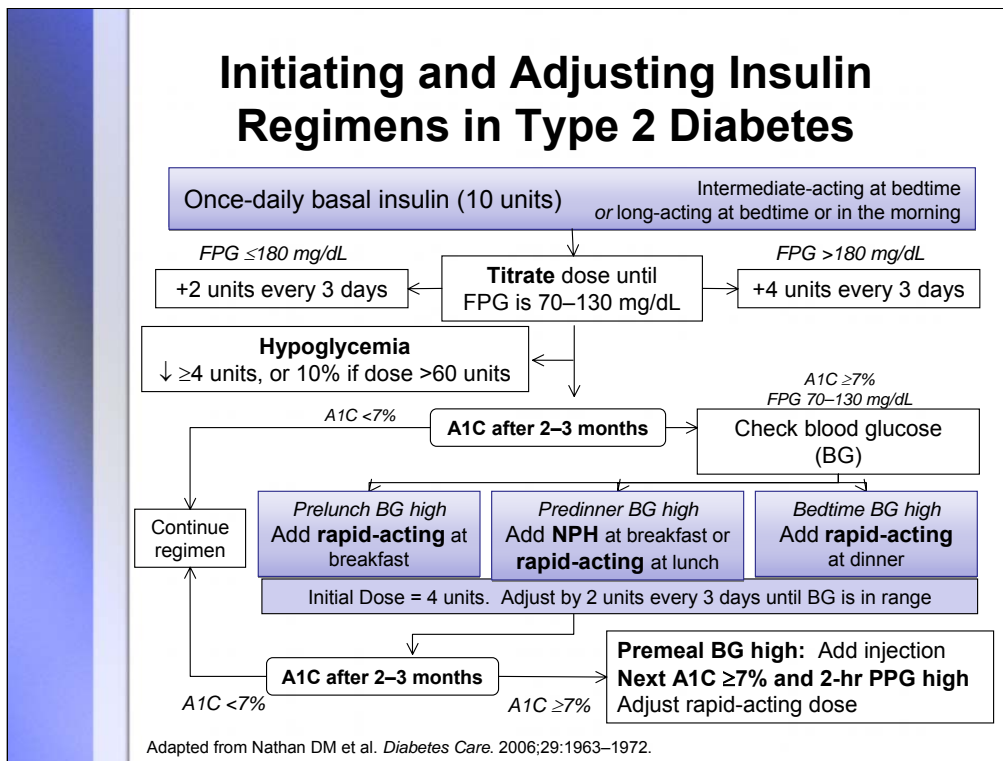 Initiating and Adjusting Insulin
Regimens in Type 2 Diabetes
Once-daily basal insulin (10 units)
Intermediate-acting at bedtime
or long-acting at bedtime or in the morning
FPG ≤180 mg/dL
+2 units every 3 days
Titrate dose until
FPG is 70–130 mg/dL
FPG >180 mg/dL
+4 units every 3 days
Hypoglycemia
↓ ≥4 units, or 10% if dose >60 units
A1C <7%
A1C after 2–3 months
A1C ≥7%
FPG 70–130 mg/dL
Check blood glucose
(BG)
Continue
regimen
Prelunch BG high
Add rapid-acting at
breakfast
Predinner BG high
Add NPH at breakfast or
rapid-acting at lunch
Bedtime BG high
Add rapid-acting
at dinner
Initial Dose = 4 units. Adjust by 2 units every 3 days until BG is in range
A1C <7%
A1C after 2–3 months
A1C ≥7%
Premeal BG high: Add injection
Next A1C ≥7% and 2-hr PPG high
Adjust rapid-acting dose
Adapted from Nathan DM et al. Diabetes Care. 2006;29:1963–1972.